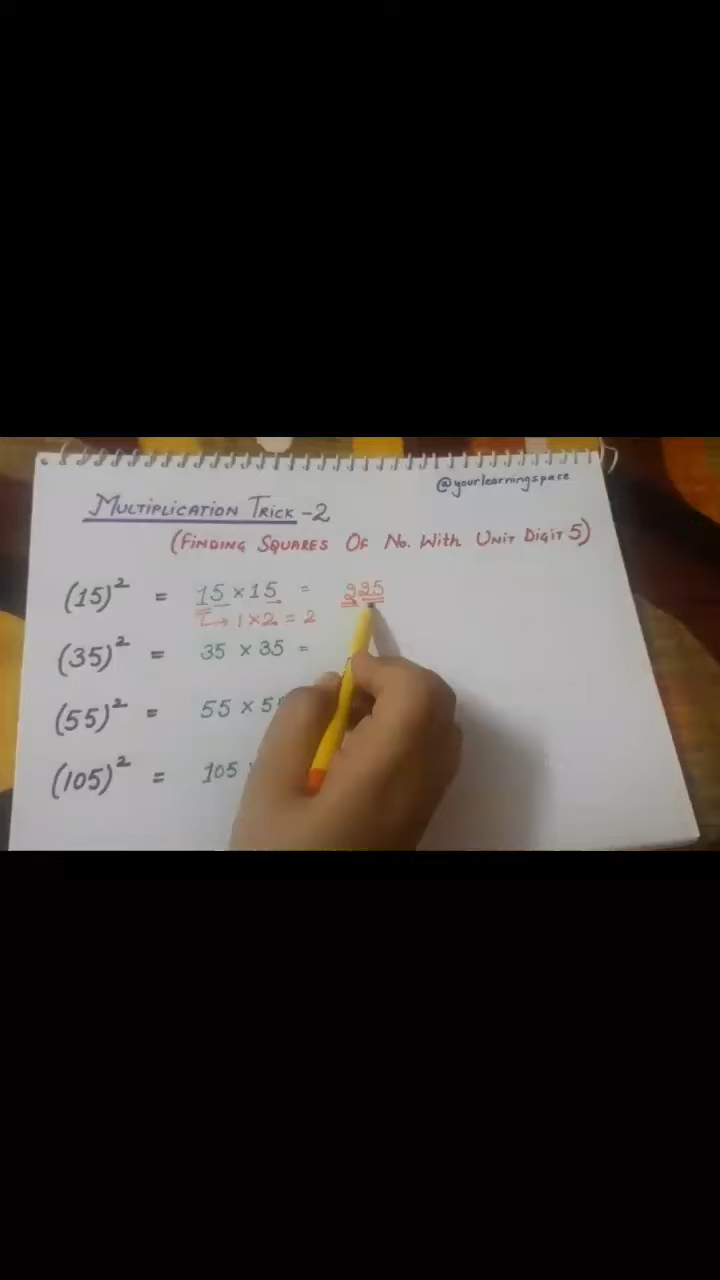 @yourlearningspace
MULTIPLICATION TRICK-2
(FINDING SQUARES OF NO. WITH UNIT DIGIT 5)
(15)² = 15 × 15 = 225
1 × 2 = 2
(35)² = 35 × 35 =
(55)² = 55 × 55
(105)² = 105